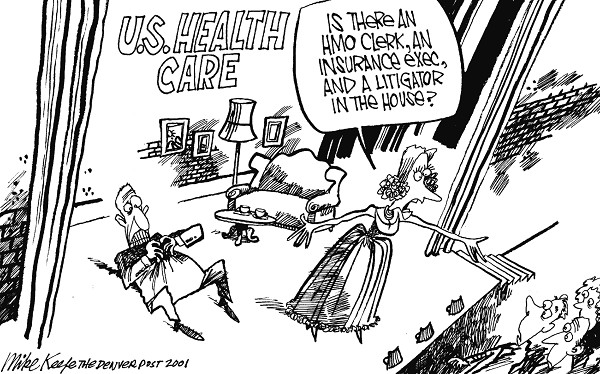 U.S. HEALTH
CARE
IS THERE AN
HMO CLERK, AN
INSURANCE EXEC.,
AND A LITIGATOR
IN THE HOUSE?
Mike Keefe THE DENVER POST 2001